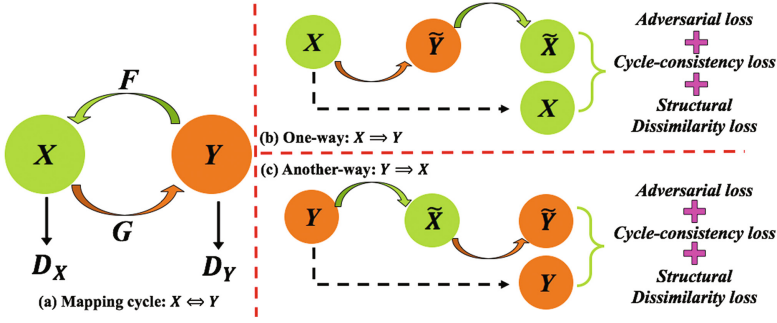 F
X
Y
G
D_X
D_Y
(a) Mapping cycle: X ⇔ Y
X
Ỹ
X̃
X
(b) One-way: X ⟹ Y
Adversarial loss
+
Cycle-consistency loss
+
Structural
Dissimilarity loss
(c) Another-way: Y ⟹ X
Y
X̃
Ỹ
Y
Adversarial loss
+
Cycle-consistency loss
+
Structural
Dissimilarity loss